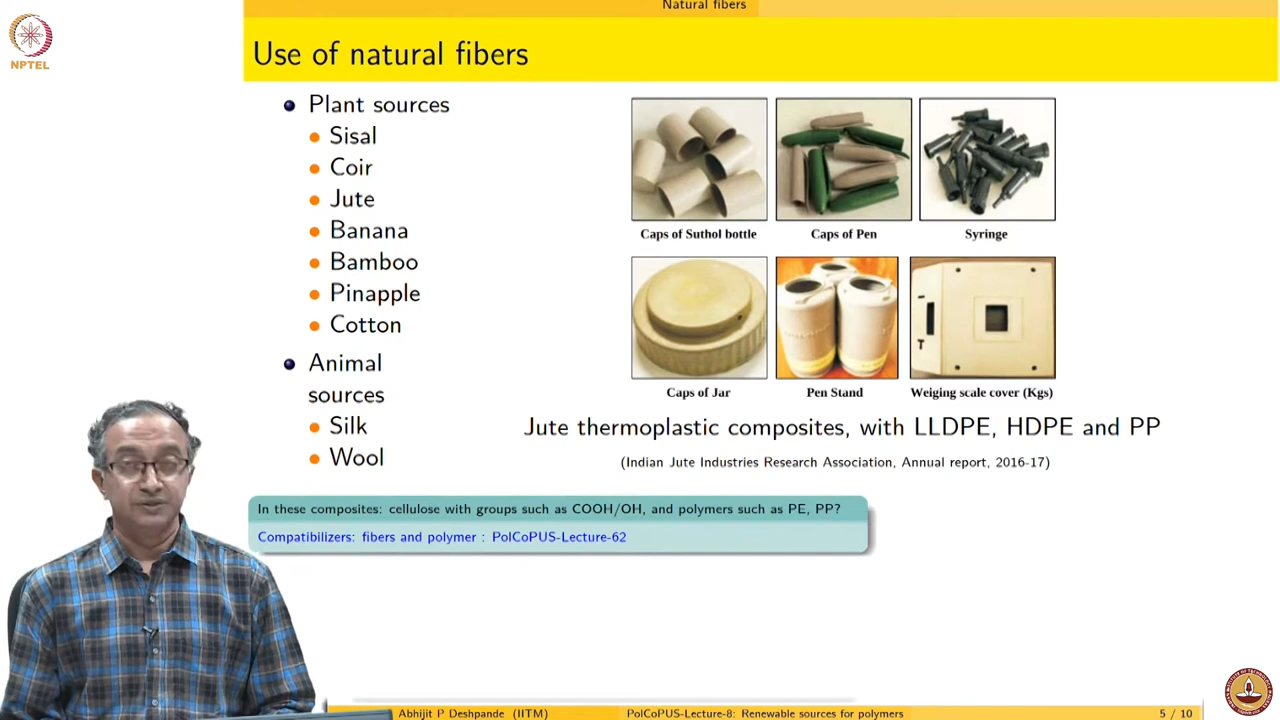 Natural fibers
NPTEL
Use of natural fibers
Plant sources
Sisal
Coir
Jute
Banana
Bamboo
Pinapple
Cotton
Animal
sources
Silk
Wool
Caps of Suthol bottle
Caps of Pen
Syringe
Caps of Jar
Pen Stand
Weiging scale cover (Kgs)
Jute thermoplastic composites, with LLDPE, HDPE and PP
(Indian Jute Industries Research Association, Annual report, 2016-17)
In these composites: cellulose with groups such as COOH/OH, and polymers such as PE, PP?
Compatibilizers: fibers and polymer : PolCoPUS-Lecture-62
Abhijit P Deshpande (IITM)
PolCoPUS-Lecture-8: Renewable sources for polymers
5 / 10